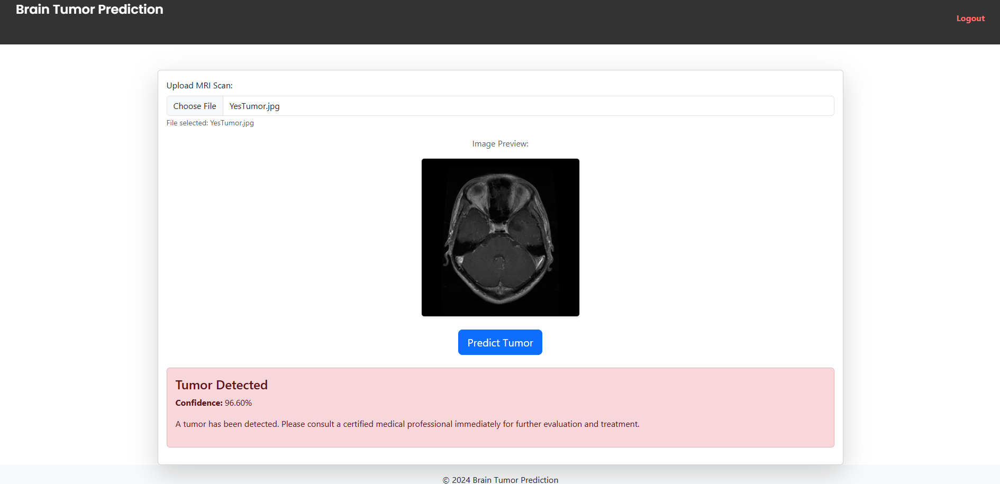 Brain Tumor Prediction
Logout
Upload MRI Scan:
Choose File YesTumor.jpg
File selected: YesTumor.jpg
Image Preview:
Predict Tumor
Tumor Detected
Confidence: 96.60%
A tumor has been detected. Please consult a certified medical professional immediately for further evaluation and treatment.
© 2024 Brain Tumor Prediction